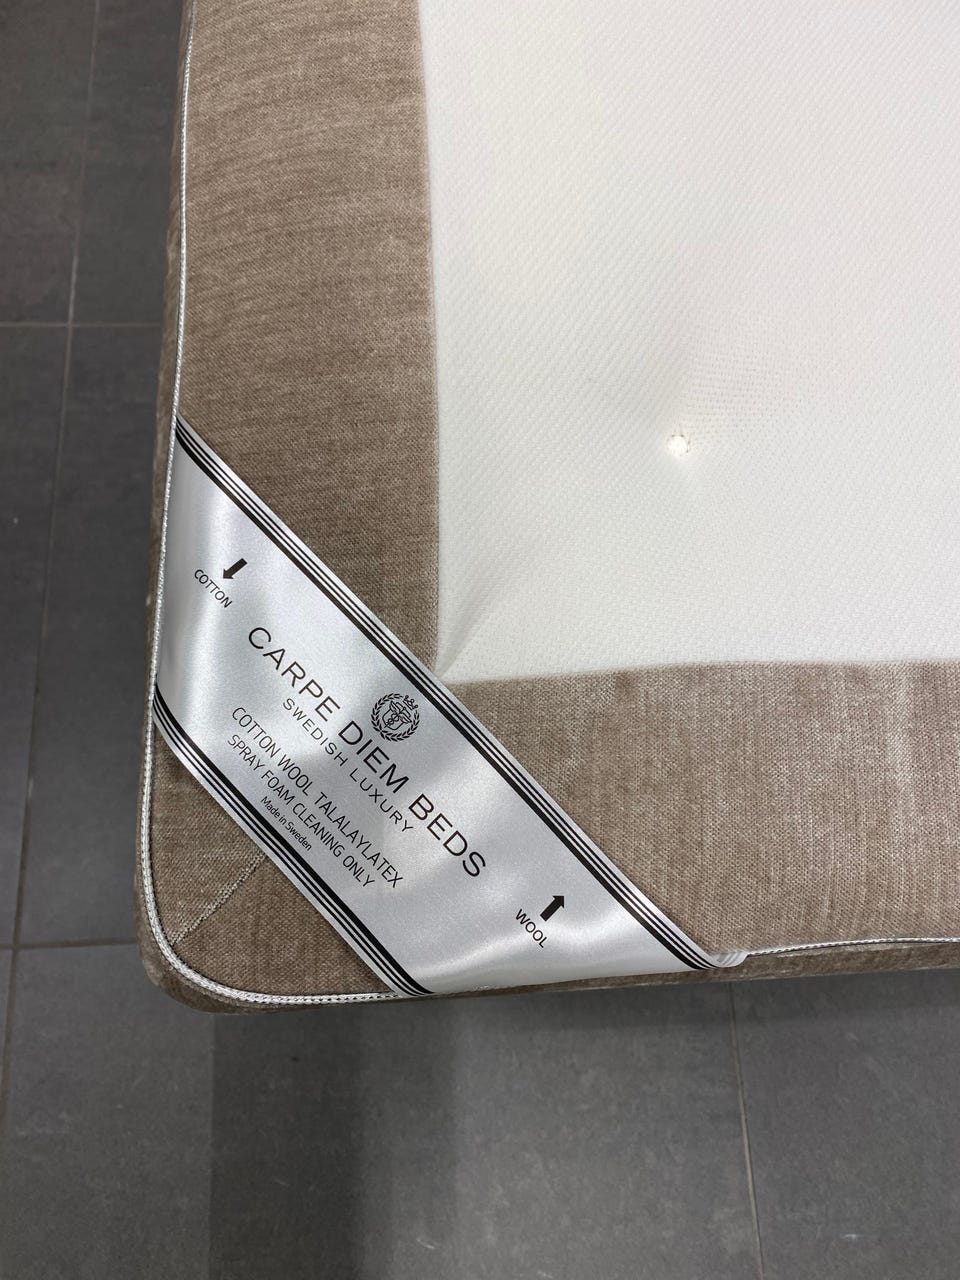 COTTON
CARPE DIEM BEDS
SWEDISH LUXURY
COTTON WOOL TALALAYLATEX
SPRAY FOAM CLEANING ONLY
Made in Sweden
WOOL